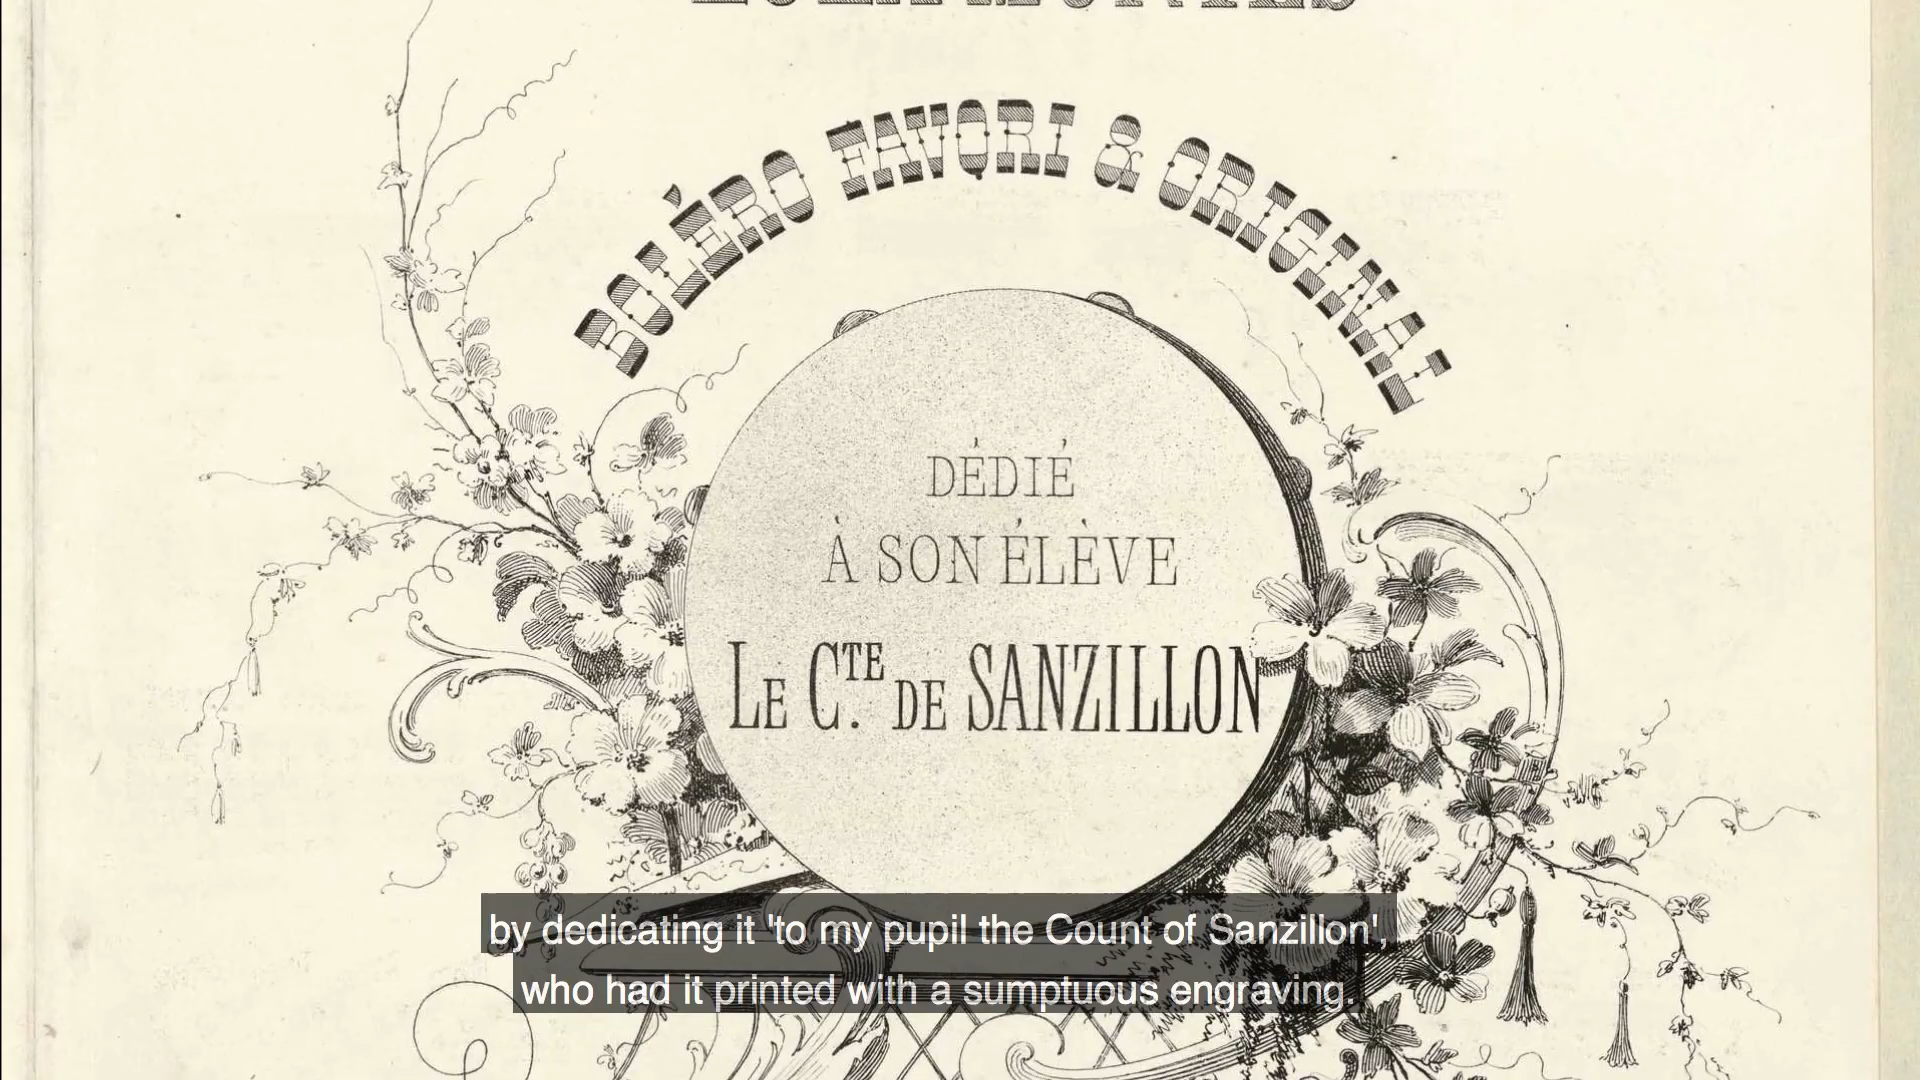 BOLÉRO FAVORI & ORIGINAL
DÉDIÉ
À SON ÉLÈVE
LE CTE. DE SANZILLON
by dedicating it 'to my pupil the Count of Sanzillon',
who had it printed with a sumptuous engraving.